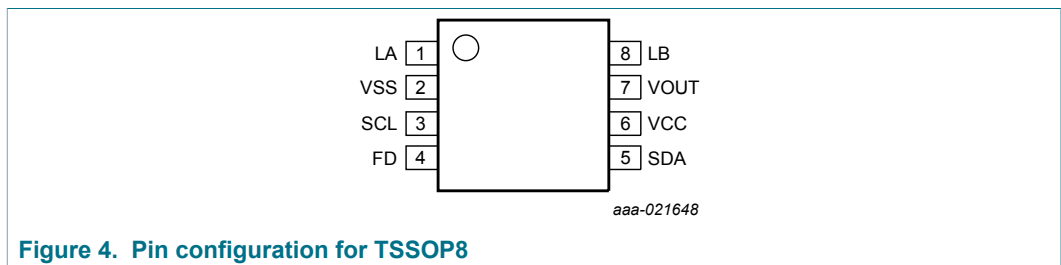 LA 1 8 LB
VSS 2 7 VOUT
SCL 3 6 VCC
FD 4 5 SDA
aaa-021648
Figure 4. Pin configuration for TSSOP8